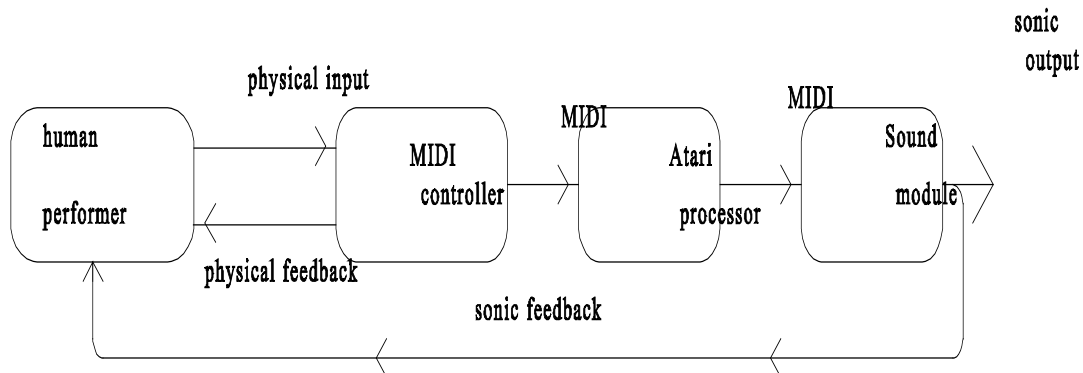 sonic
output
physical input
MIDI
MIDI
human
performer
MIDI
controller
Atari
processor
Sound
module
physical feedback
sonic feedback